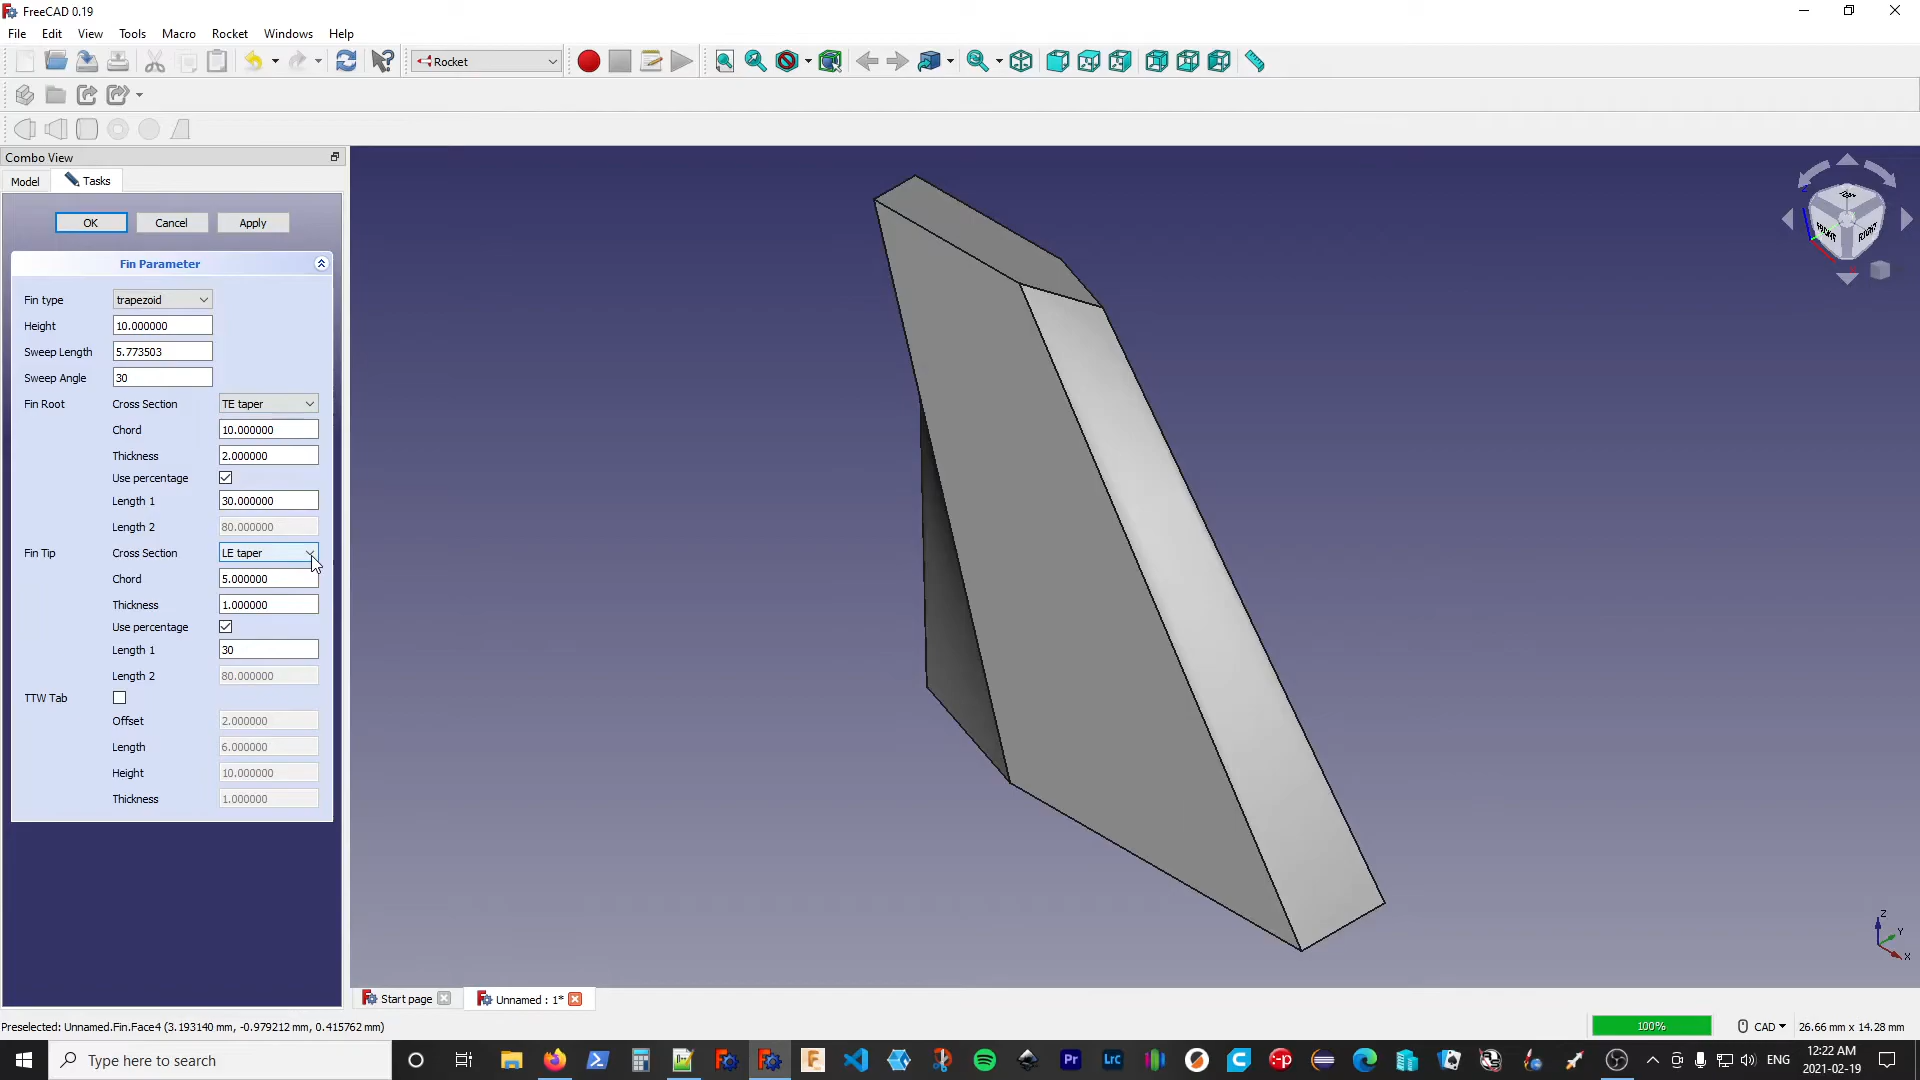 FreeCAD 0.19
File Edit View Tools Macro Rocket Windows Help
Rocket
Combo View
Model Tasks
OK Cancel Apply
Fin Parameter
Fin type trapezoid
Height 10.000000
Sweep Length 5.773503
Sweep Angle 30
Fin Root Cross Section TE taper
Chord 10.000000
Thickness 2.000000
Use percentage
Length 1 30.000000
Length 2 80.000000
Fin Tip Cross Section LE taper
Chord 5.000000
Thickness 1.000000
Use percentage
Length 1 30
Length 2 80.000000
TTW Tab
Offset 2.000000
Length 6.000000
Height 10.000000
Thickness 1.000000
Z
Y
X
Start page Unnamed : 1*
Preselected: Unnamed.Fin.Face4 (3.193140 mm, -0.979212 mm, 0.415762 mm)
100% CAD 26.66 mm x 14.28 mm
Type here to search
Pr
Lrc
ENG
12:22 AM
2021-02-19